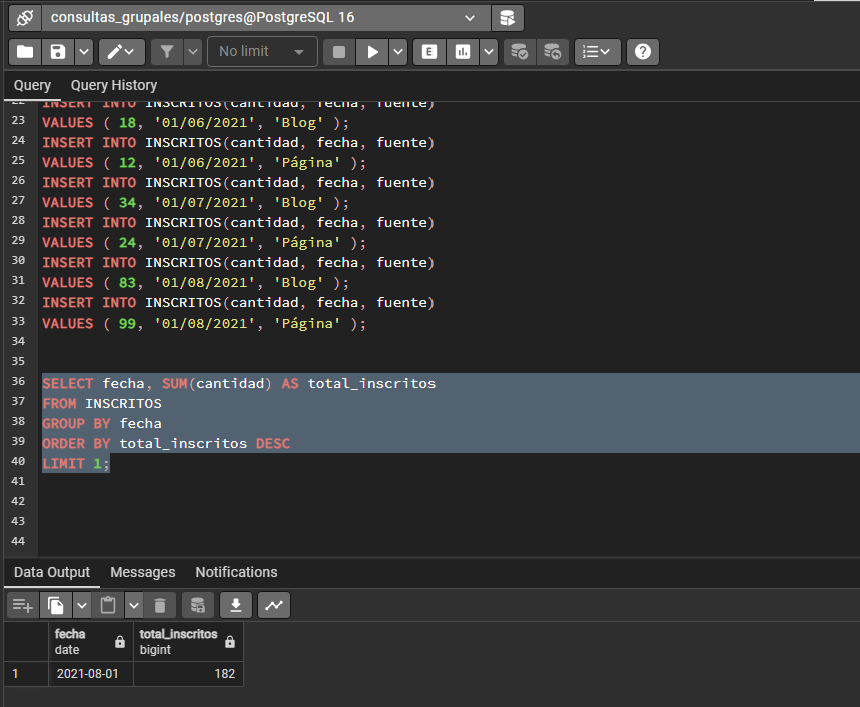 consultas_grupales/postgres@PostgreSQL 16
No limit
E
Query Query History
22 INSERT INTO INSCRITOS(cantidad, fecha, fuente)
23 VALUES ( 18, '01/06/2021', 'Blog' );
24 INSERT INTO INSCRITOS(cantidad, fecha, fuente)
25 VALUES ( 12, '01/06/2021', 'Página' );
26 INSERT INTO INSCRITOS(cantidad, fecha, fuente)
27 VALUES ( 34, '01/07/2021', 'Blog' );
28 INSERT INTO INSCRITOS(cantidad, fecha, fuente)
29 VALUES ( 24, '01/07/2021', 'Página' );
30 INSERT INTO INSCRITOS(cantidad, fecha, fuente)
31 VALUES ( 83, '01/08/2021', 'Blog' );
32 INSERT INTO INSCRITOS(cantidad, fecha, fuente)
33 VALUES ( 99, '01/08/2021', 'Página' );
34
35
36 SELECT fecha, SUM(cantidad) AS total_inscritos
37 FROM INSCRITOS
38 GROUP BY fecha
39 ORDER BY total_inscritos DESC
40 LIMIT 1;
41
42
43
44
Data Output Messages Notifications
fecha total_inscritos
date bigint
1 2021-08-01 182